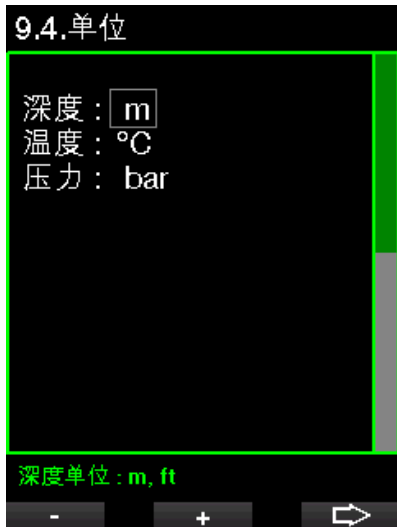 9.4.单位
深度 : m
温度 : °C
压力 : bar
深度单位 : m, ft
- +